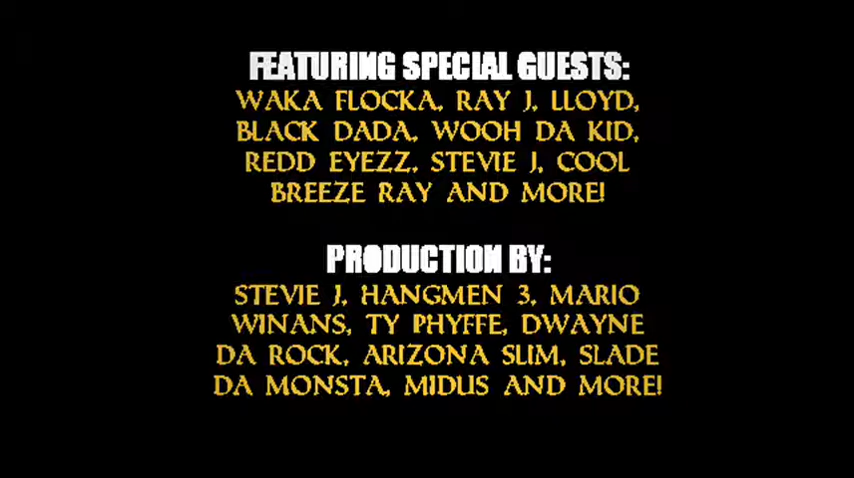 FEATURING SPECIAL GUESTS:
WAKA FLOCKA, RAY J, LLOYD,
BLACK DADA, WOOH DA KID,
REDD EYEZZ, STEVIE J, COOL
BREEZE RAY AND MORE!
PRODUCTION BY:
STEVIE J, HANGMEN 3, MARIO
WINANS, TY PHYFFE, DWAYNE
DA ROCK, ARIZONA SLIM, SLADE
DA MONSTA, MIDUS AND MORE!